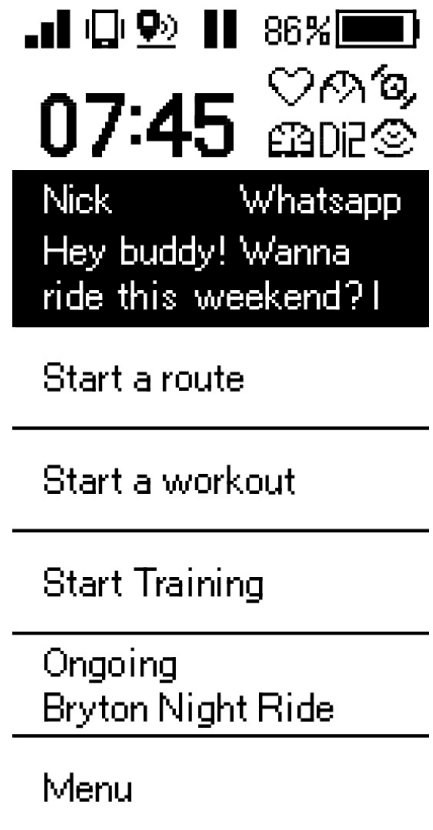 86%
07:45
Di2
Nick Whatsapp
Hey buddy! Wanna
ride this weekend? I
Start a route
Start a workout
Start Training
Ongoing
Bryton Night Ride
Menu